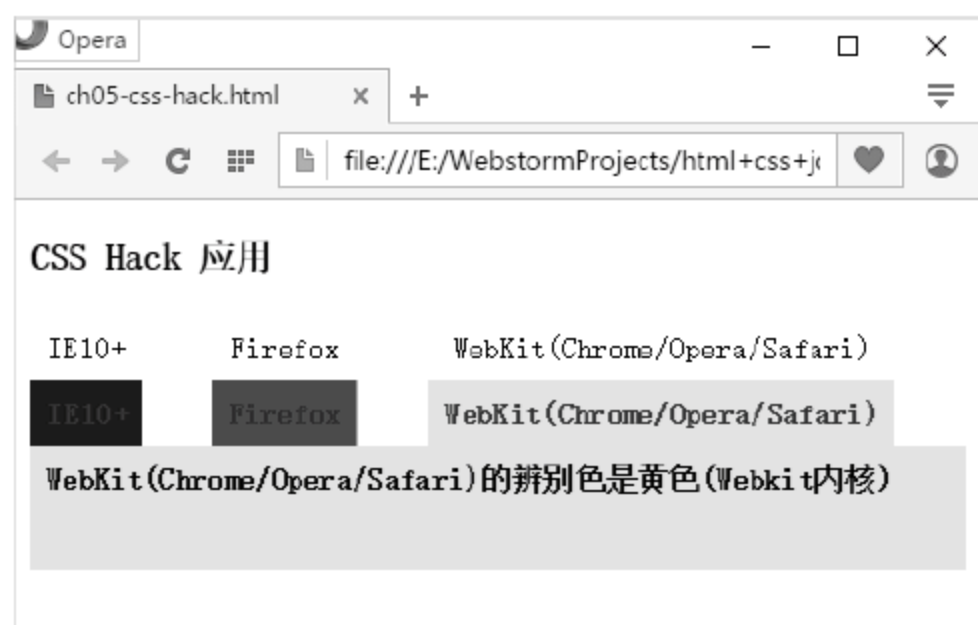 Opera
ch05-css-hack.html
file:///E:/WebstormProjects/html+css+jc
CSS Hack 应用
IE10+ Firefox WebKit(Chrome/Opera/Safari)
IE10+ Firefox WebKit(Chrome/Opera/Safari)
WebKit(Chrome/Opera/Safari)的辨别色是黄色(Webkit内核)